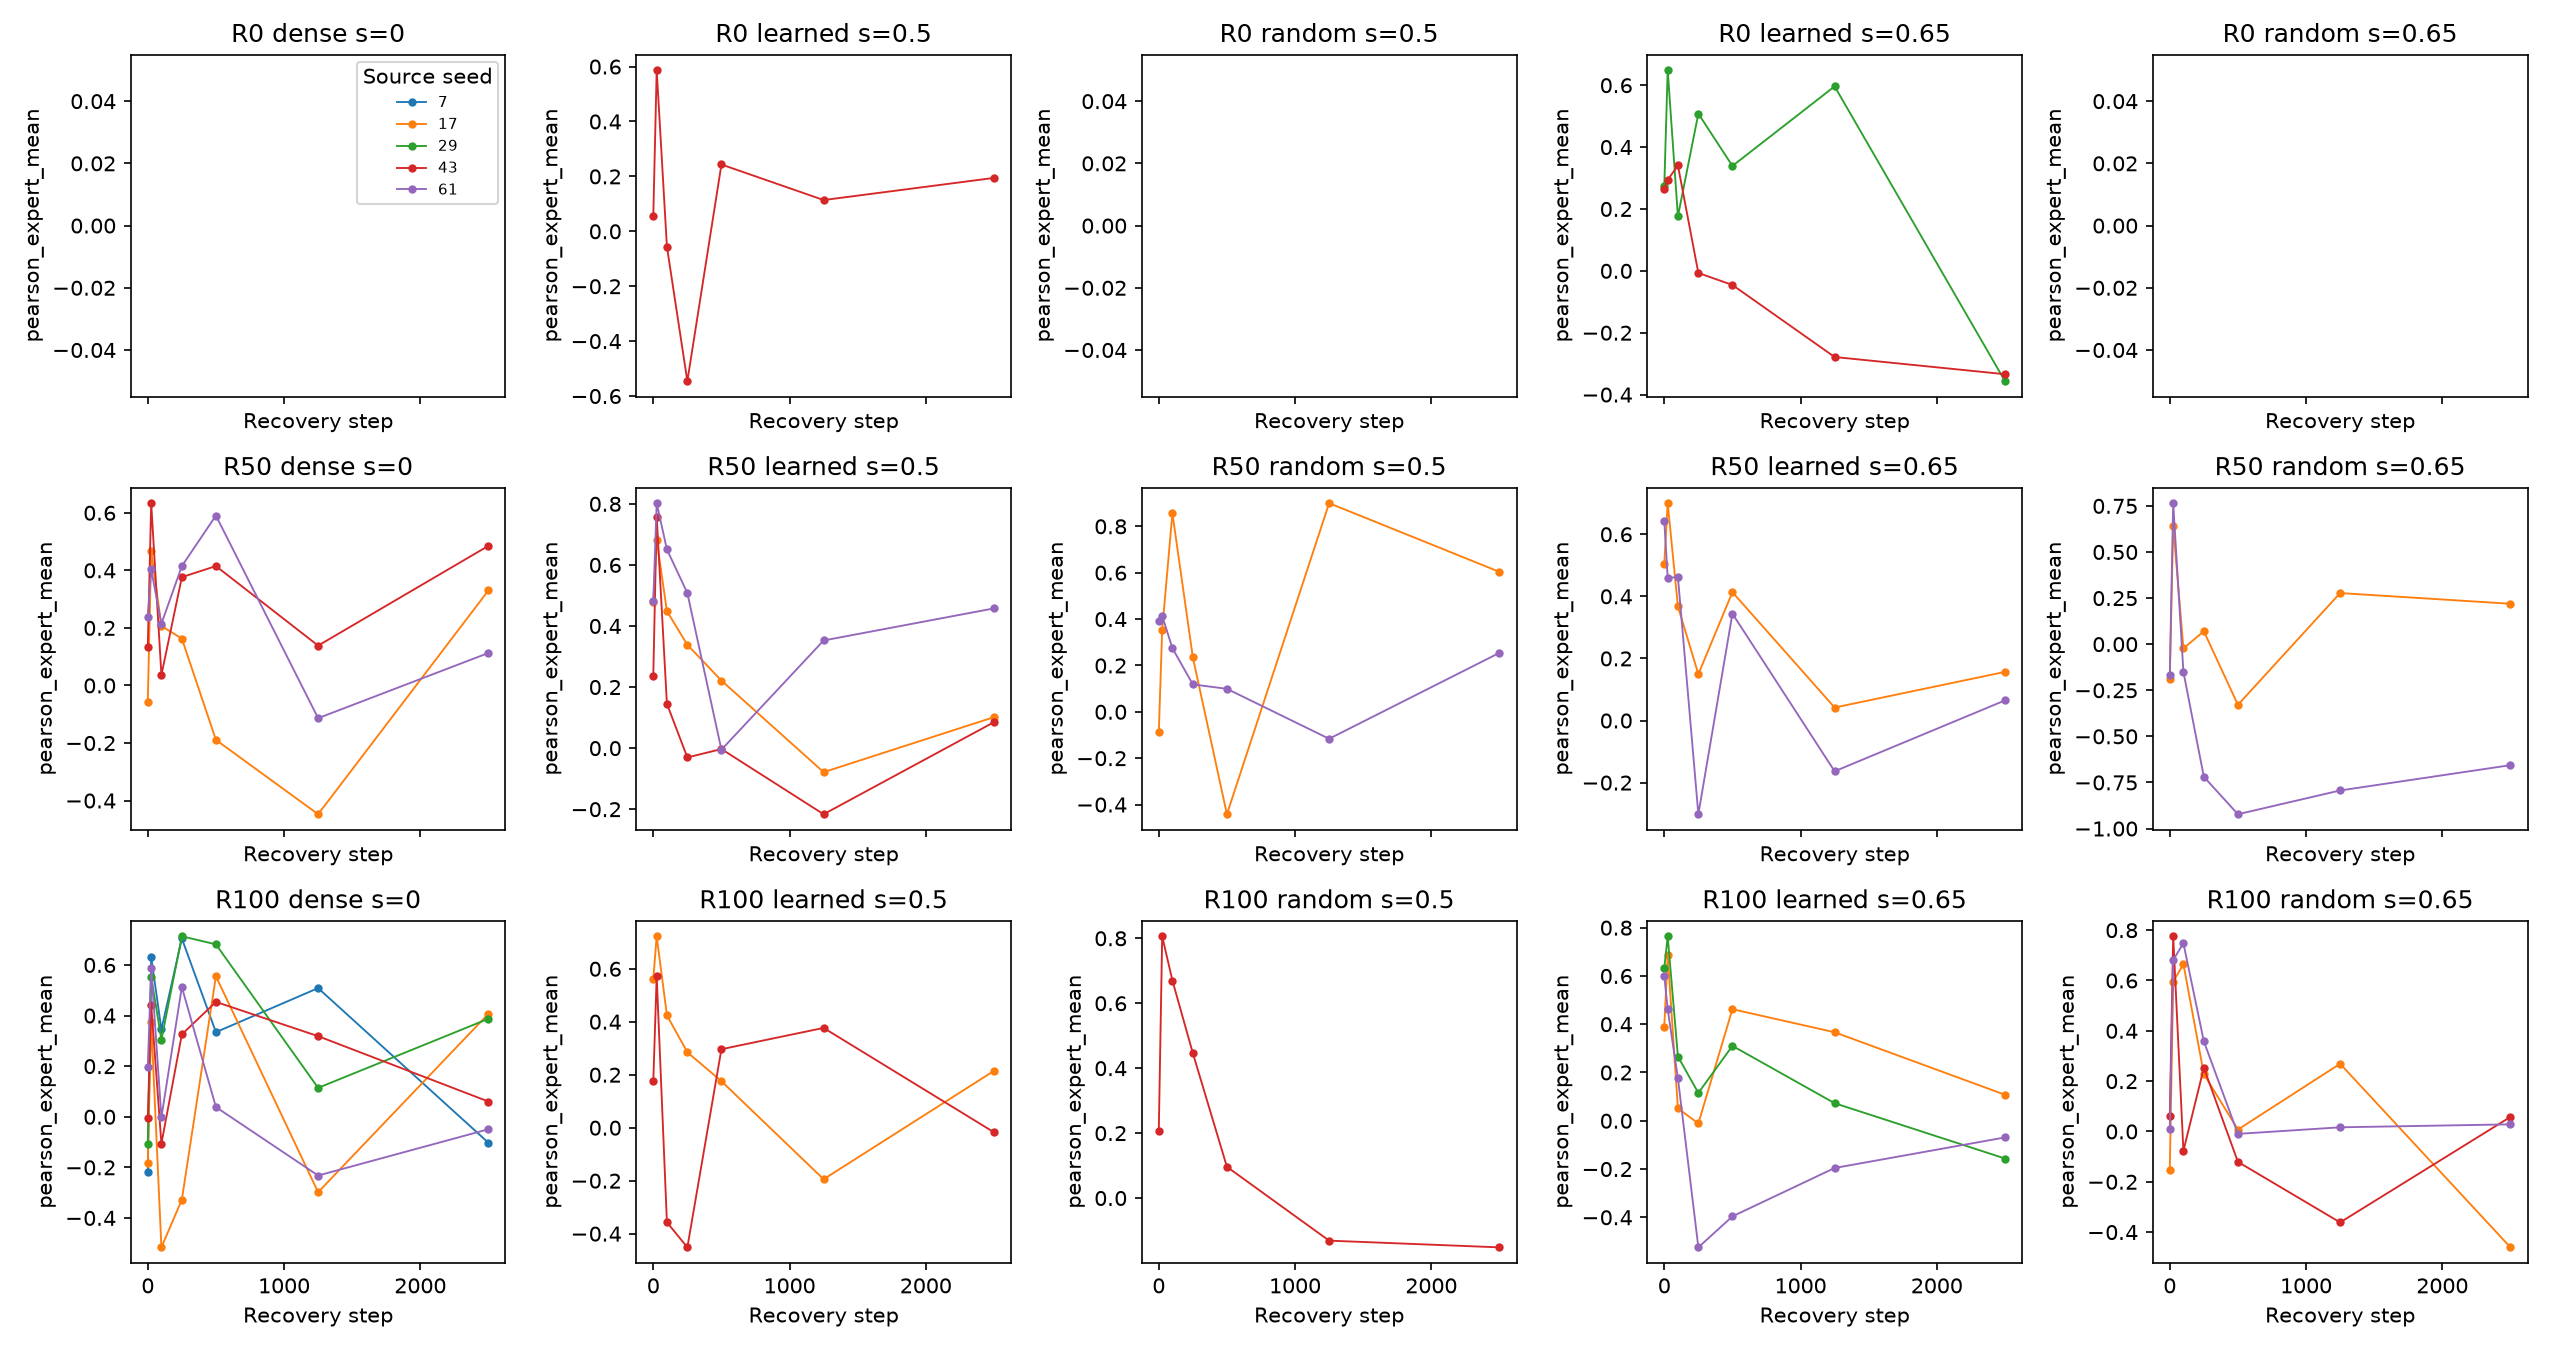 R0 dense s=0
R0 learned s=0.5
R0 random s=0.5
R0 learned s=0.65
R0 random s=0.65
pearson_expert_mean
0.04
0.02
0.00
−0.02
−0.04
Source seed
7
17
29
43
61
Recovery step
pearson_expert_mean
0.6
0.4
0.2
0.0
−0.2
−0.4
−0.6
Recovery step
pearson_expert_mean
0.04
0.02
0.00
−0.02
−0.04
Recovery step
pearson_expert_mean
0.6
0.4
0.2
0.0
−0.2
−0.4
Recovery step
pearson_expert_mean
0.04
0.02
0.00
−0.02
−0.04
Recovery step
R50 dense s=0
R50 learned s=0.5
R50 random s=0.5
R50 learned s=0.65
R50 random s=0.65
pearson_expert_mean
0.6
0.4
0.2
0.0
−0.2
−0.4
Recovery step
pearson_expert_mean
0.8
0.6
0.4
0.2
0.0
−0.2
Recovery step
pearson_expert_mean
0.8
0.6
0.4
0.2
0.0
−0.2
−0.4
Recovery step
pearson_expert_mean
0.6
0.4
0.2
0.0
−0.2
Recovery step
pearson_expert_mean
0.75
0.50
0.25
0.00
−0.25
−0.50
−0.75
−1.00
Recovery step
R100 dense s=0
R100 learned s=0.5
R100 random s=0.5
R100 learned s=0.65
R100 random s=0.65
pearson_expert_mean
0.6
0.4
0.2
0.0
−0.2
−0.4
0 1000 2000
Recovery step
pearson_expert_mean
0.6
0.4
0.2
0.0
−0.2
−0.4
0 1000 2000
Recovery step
pearson_expert_mean
0.8
0.6
0.4
0.2
0.0
0 1000 2000
Recovery step
pearson_expert_mean
0.8
0.6
0.4
0.2
0.0
−0.2
−0.4
0 1000 2000
Recovery step
pearson_expert_mean
0.8
0.6
0.4
0.2
0.0
−0.2
−0.4
0 1000 2000
Recovery step